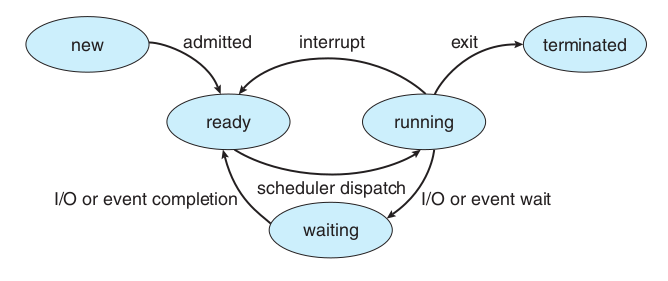 new
admitted
interrupt
exit
terminated
ready
running
scheduler dispatch
I/O or event completion
I/O or event wait
waiting